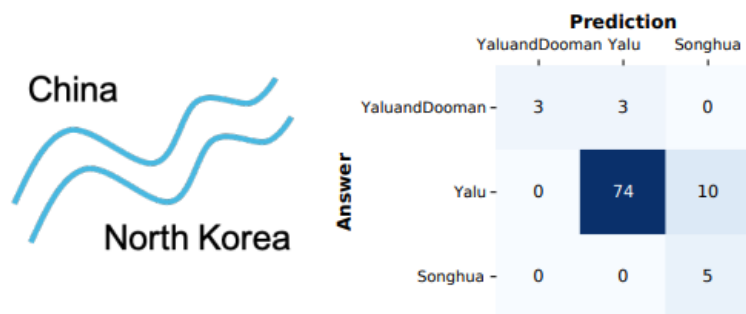 China
North Korea
Prediction
YaluandDooman Yalu Songhua
Answer
YaluandDooman 3 3 0
Yalu 0 74 10
Songhua 0 0 5